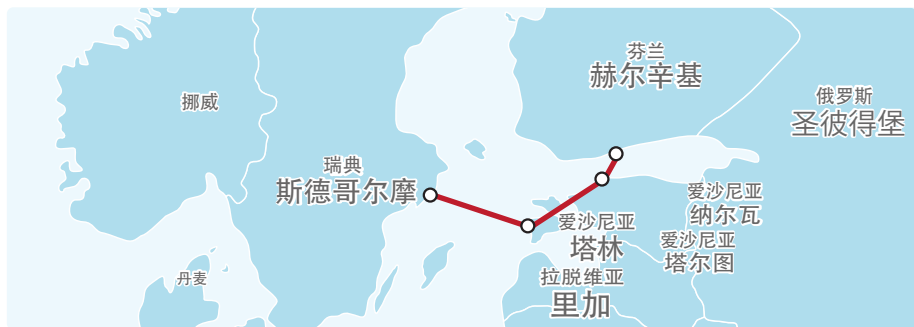 芬兰
赫尔辛基
挪威
俄罗斯
圣彼得堡
瑞典
斯德哥尔摩
爱沙尼亚
纳尔瓦
爱沙尼亚
塔林
爱沙尼亚
塔尔图
丹麦
拉脱维亚
里加